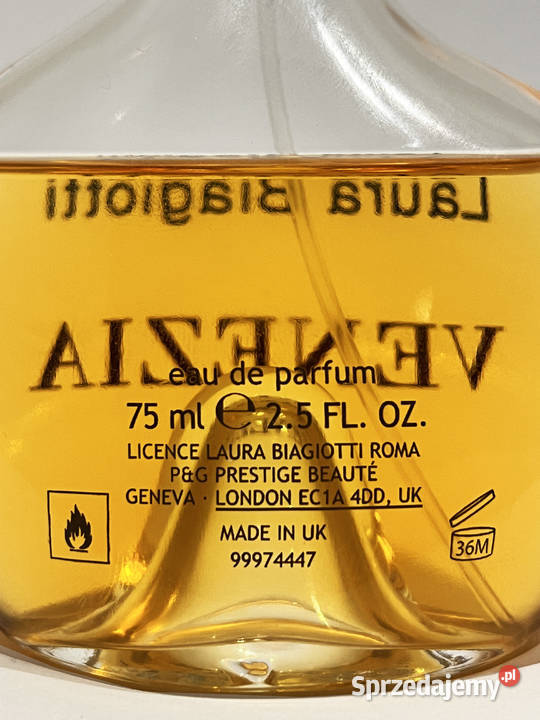 Laura Biagiotti
VENEZIA
eau de parfum
75 ml ℮ 2.5 FL. OZ.
LICENCE LAURA BIAGIOTTI ROMA
P&G PRESTIGE BEAUTÉ
GENEVA · LONDON EC1A 4DD, UK
MADE IN UK
99974447
36M
Sprzedajemy.pl